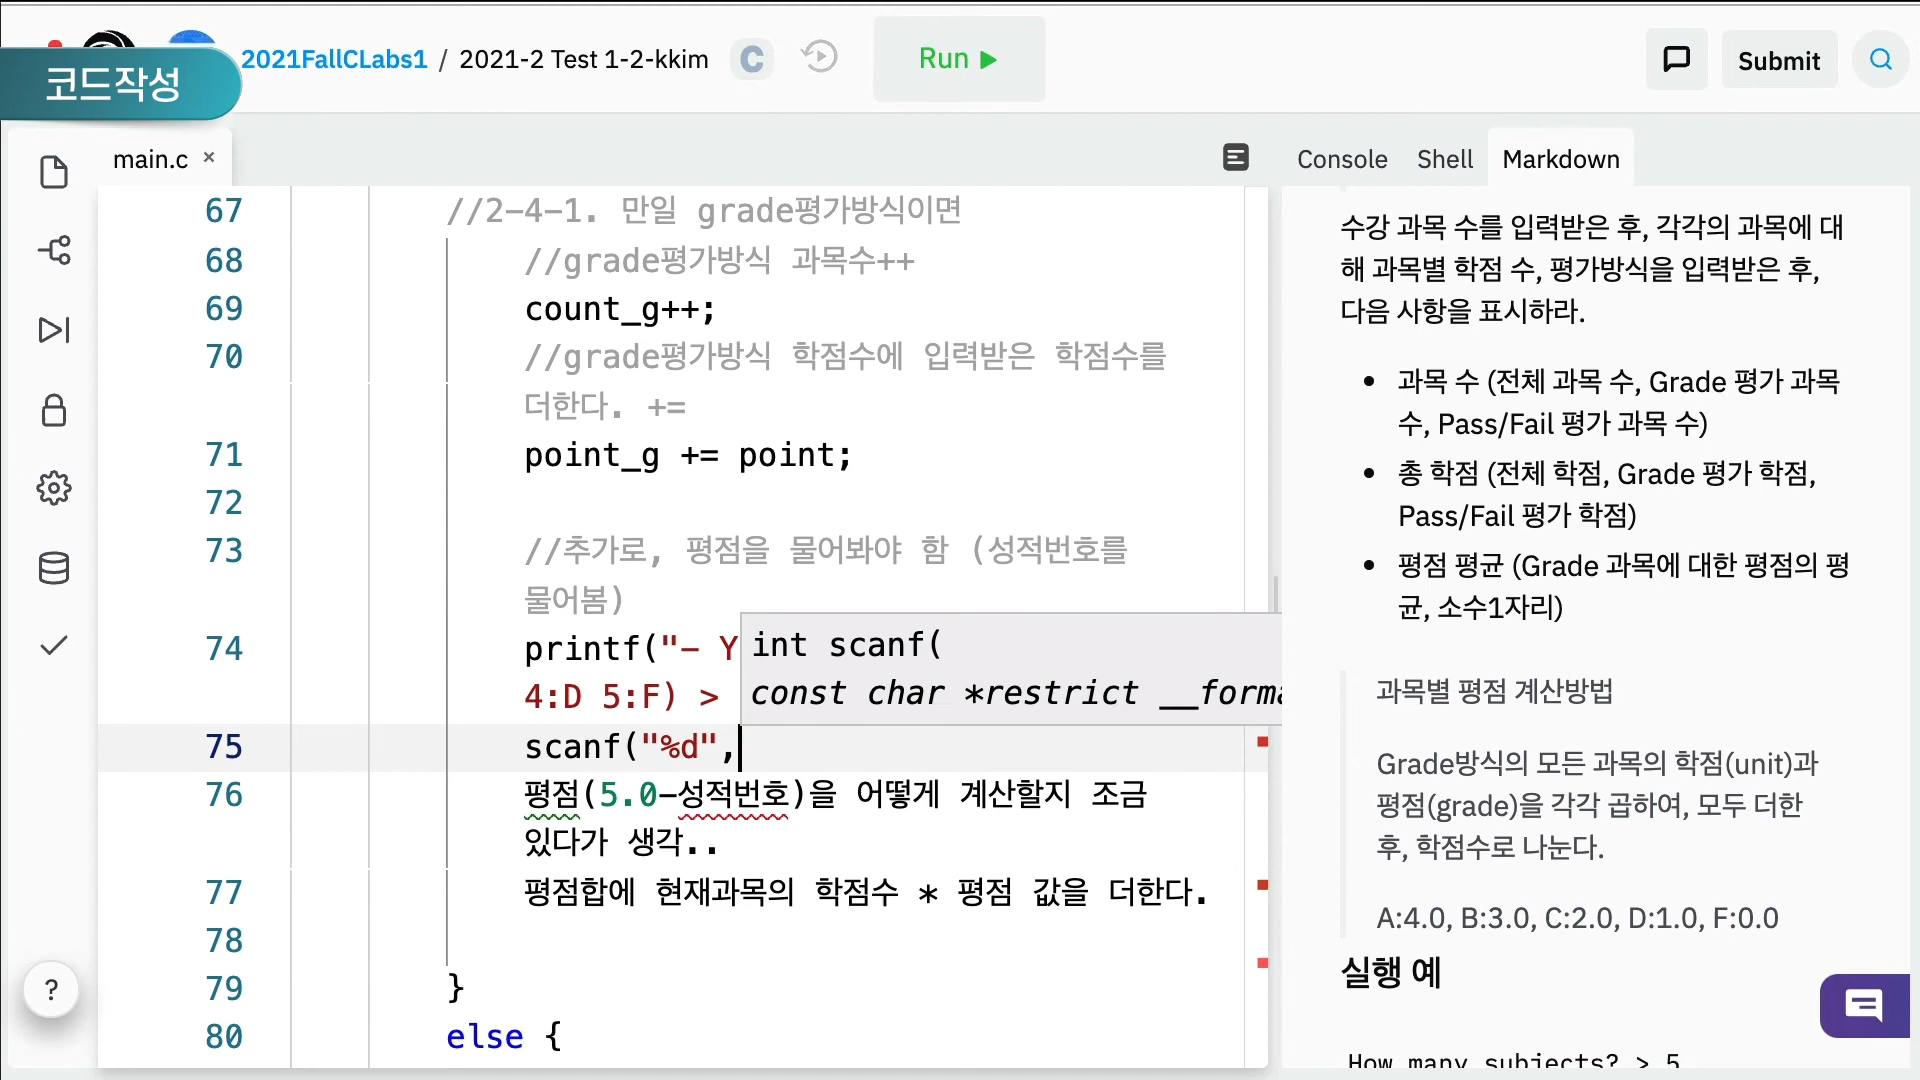 코드작성
2021FallCLabs1 / 2021-2 Test 1-2-kkim
C
Run
Submit
main.c ×
Console Shell Markdown
67 //2-4-1. 만일 grade평가방식이면
68 //grade평가방식 과목수++
69 count_g++;
70 //grade평가방식 학점수에 입력받은 학점수를
더한다. +=
71 point_g += point;
72
73 //추가로, 평점을 물어봐야 함 (성적번호를
물어봄)
74 printf("- Y
4:D 5:F) >
int scanf(
const char *restrict __forma
75 scanf("%d",
76 평점(5.0-성적번호)을 어떻게 계산할지 조금
있다가 생각..
77 평점합에 현재과목의 학점수 * 평점 값을 더한다.
78
79 }
80 else {
?
수강 과목 수를 입력받은 후, 각각의 과목에 대
해 과목별 학점 수, 평가방식을 입력받은 후,
다음 사항을 표시하라.
• 과목 수 (전체 과목 수, Grade 평가 과목
수, Pass/Fail 평가 과목 수)
• 총 학점 (전체 학점, Grade 평가 학점,
Pass/Fail 평가 학점)
• 평점 평균 (Grade 과목에 대한 평점의 평
균, 소수1자리)
과목별 평점 계산방법
Grade방식의 모든 과목의 학점(unit)과
평점(grade)을 각각 곱하여, 모두 더한
후, 학점수로 나눈다.
A:4.0, B:3.0, C:2.0, D:1.0, F:0.0
실행 예
How many subjects? > 5